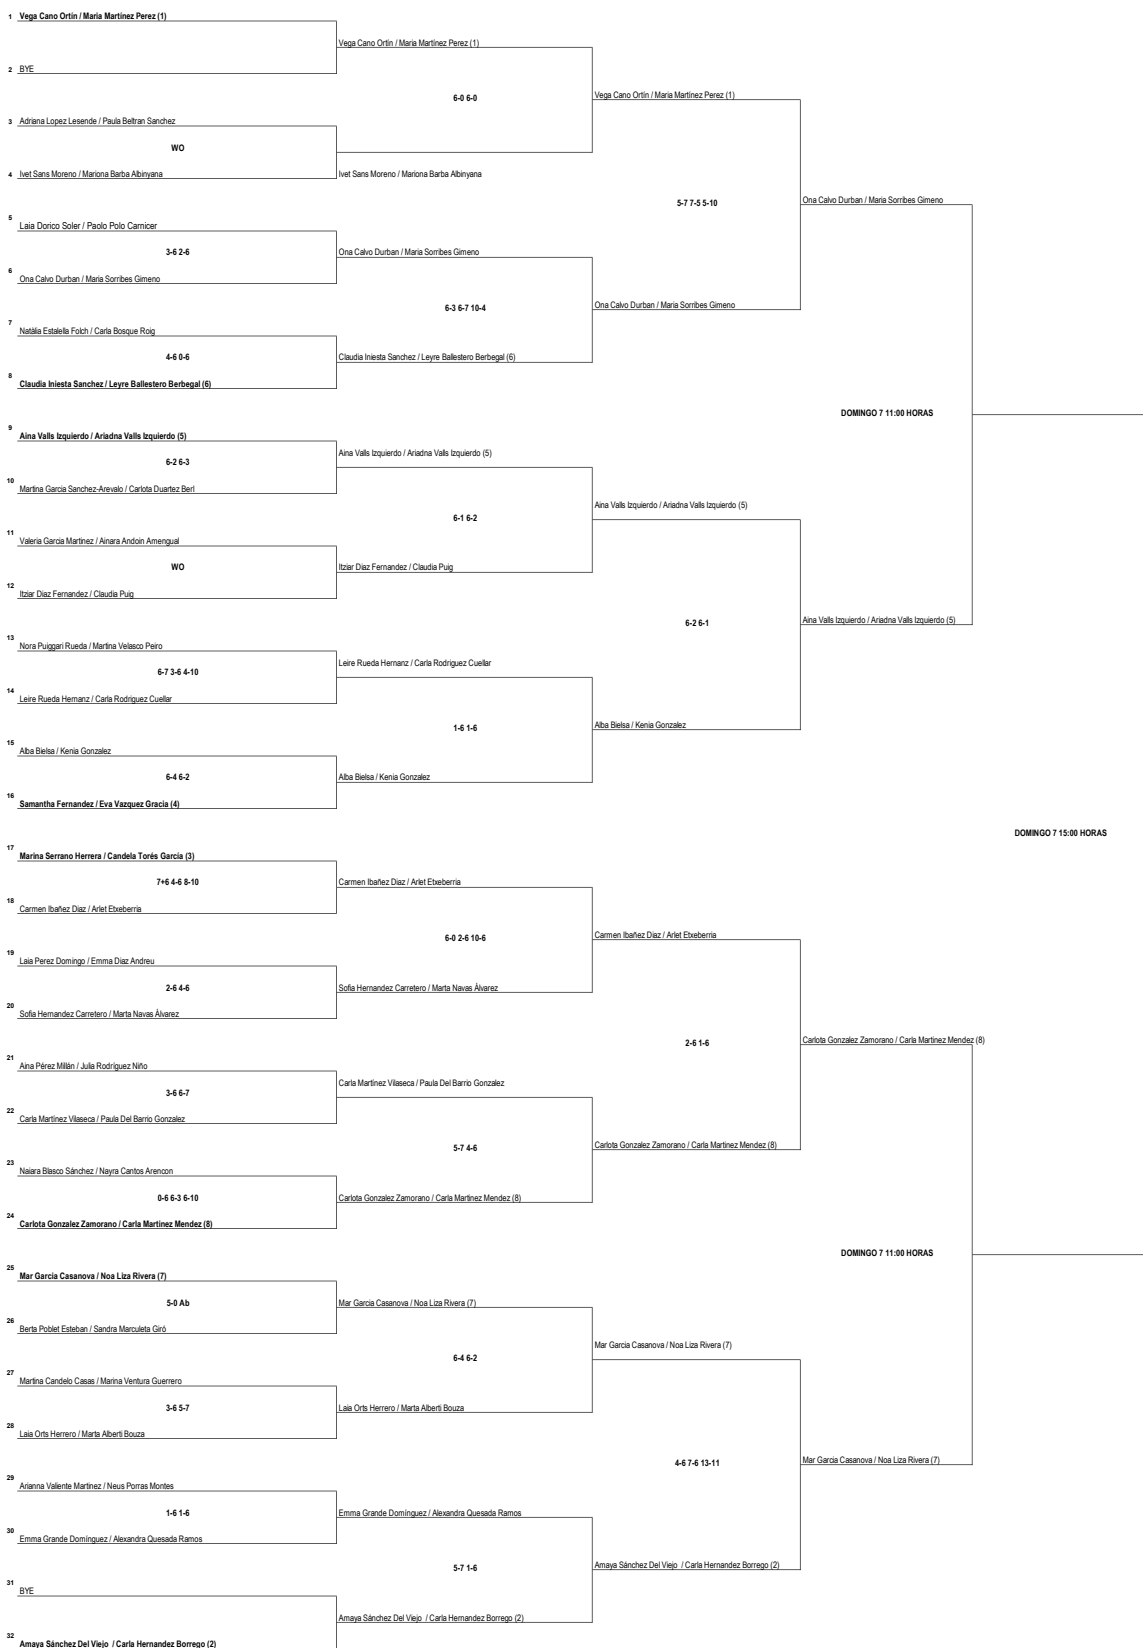 1 Vega Cano Ortín / Maria Martínez Perez (1)
Vega Cano Ortín / Maria Martínez Perez (1)
2 BYE
6-0 6-0
Vega Cano Ortín / Maria Martínez Perez (1)
3 Adriana Lopez Lesende / Paula Beltran Sanchez
WO
4 Ivet Sans Moreno / Mariona Barba Albinyana
Ivet Sans Moreno / Mariona Barba Albinyana
5-7 7-5 5-10
Ona Calvo Durban / Maria Sorribes Gimeno
5 Laia Dorico Soler / Paolo Polo Carnicer
3-6 2-6
Ona Calvo Durban / Maria Sorribes Gimeno
6 Ona Calvo Durban / Maria Sorribes Gimeno
6-3 6-7 10-4
Ona Calvo Durban / Maria Sorribes Gimeno
7 Natàlia Estalella Folch / Carla Bosque Roig
4-6 0-6
Claudia Iniesta Sanchez / Leyre Ballestero Berbegal (6)
8 Claudia Iniesta Sanchez / Leyre Ballestero Berbegal (6)
DOMINGO 7 11:00 HORAS
9 Aina Valls Izquierdo / Ariadna Valls Izquierdo (5)
6-2 6-3
Aina Valls Izquierdo / Ariadna Valls Izquierdo (5)
10 Martina Garcia Sanchez-Arevalo / Carlota Duartez Berl
6-1 6-2
Aina Valls Izquierdo / Ariadna Valls Izquierdo (5)
11 Valeria Garcia Martinez / Ainara Andoin Amengual
WO
Itziar Diaz Fernandez / Claudia Puig
12 Itziar Diaz Fernandez / Claudia Puig
6-2 6-1
Aina Valls Izquierdo / Ariadna Valls Izquierdo (5)
13 Nora Puiggari Rueda / Martina Velasco Peiro
6-7 3-6 4-10
Leire Rueda Hernanz / Carla Rodriguez Cuellar
14 Leire Rueda Hernanz / Carla Rodriguez Cuellar
1-6 1-6
Alba Bielsa / Kenia Gonzalez
15 Alba Bielsa / Kenia Gonzalez
6-4 6-2
Alba Bielsa / Kenia Gonzalez
16 Samantha Fernandez / Eva Vazquez Gracia (4)
DOMINGO 7 15:00 HORAS
17 Marina Serrano Herrera / Candela Torés García (3)
7+6 4-6 8-10
Carmen Ibañez Diaz / Arlet Etxeberria
18 Carmen Ibañez Diaz / Arlet Etxeberria
6-0 2-6 10-6
Carmen Ibañez Diaz / Arlet Etxeberria
19 Laia Perez Domingo / Emma Diaz Andreu
2-6 4-6
Sofia Hernandez Carretero / Marta Navas Álvarez
20 Sofia Hernandez Carretero / Marta Navas Álvarez
2-6 1-6
Carlota Gonzalez Zamorano / Carla Martinez Mendez (8)
21 Aina Pérez Millán / Julia Rodríguez Niño
3-6 6-7
Carla Martínez Vilaseca / Paula Del Barrio Gonzalez
22 Carla Martínez Vilaseca / Paula Del Barrio Gonzalez
5-7 4-6
Carlota Gonzalez Zamorano / Carla Martinez Mendez (8)
23 Naiara Blasco Sánchez / Nayra Cantos Arencon
0-6 6-3 6-10
Carlota Gonzalez Zamorano / Carla Martinez Mendez (8)
24 Carlota Gonzalez Zamorano / Carla Martinez Mendez (8)
DOMINGO 7 11:00 HORAS
25 Mar Garcia Casanova / Noa Liza Rivera (7)
5-0 Ab
Mar Garcia Casanova / Noa Liza Rivera (7)
26 Berta Poblet Esteban / Sandra Marculeta Giró
6-4 6-2
Mar Garcia Casanova / Noa Liza Rivera (7)
27 Martina Candelo Casas / Marina Ventura Guerrero
3-6 5-7
Laia Orts Herrero / Marta Alberti Bouza
28 Laia Orts Herrero / Marta Alberti Bouza
4-6 7-6 13-11
Mar Garcia Casanova / Noa Liza Rivera (7)
29 Arianna Valiente Martinez / Neus Porras Montes
1-6 1-6
Emma Grande Domínguez / Alexandra Quesada Ramos
30 Emma Grande Domínguez / Alexandra Quesada Ramos
5-7 1-6
Amaya Sánchez Del Viejo / Carla Hernandez Borrego (2)
31 BYE
Amaya Sánchez Del Viejo / Carla Hernandez Borrego (2)
32 Amaya Sánchez Del Viejo / Carla Hernandez Borrego (2)